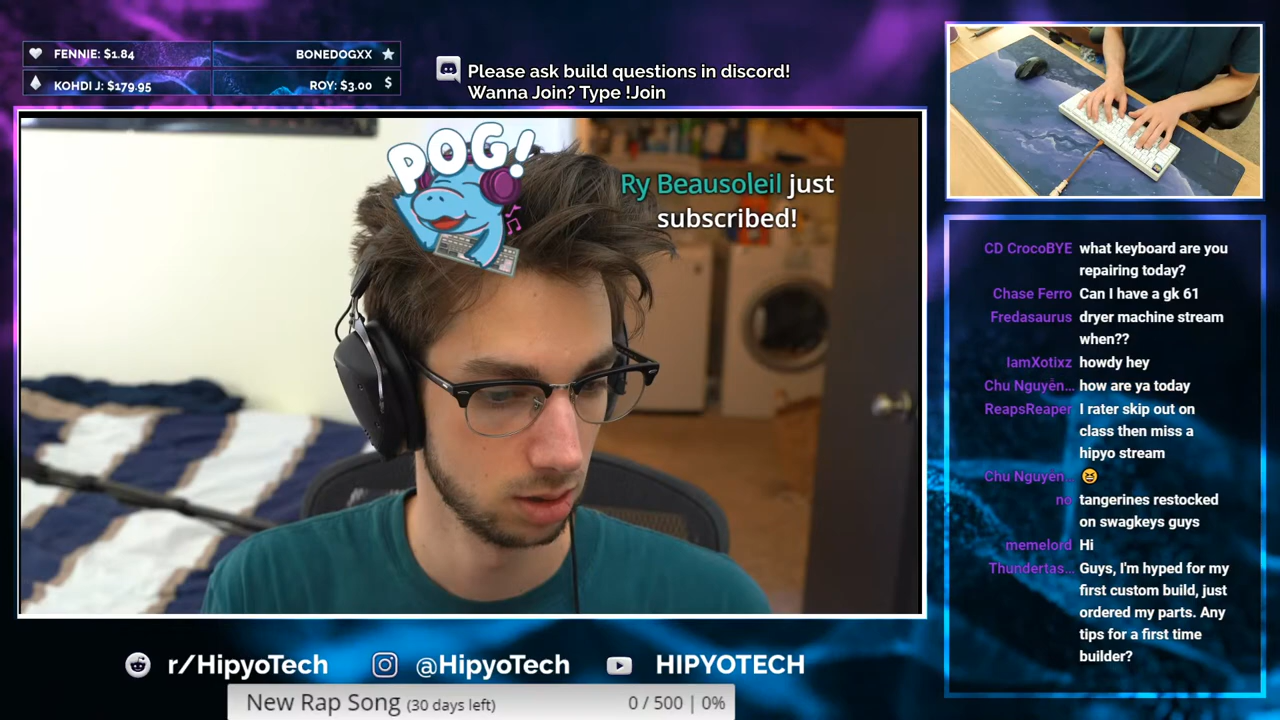 FENNIE: $1.84
BONEDOGXX
KOHDI J: $179.95
ROY: $3.00
Please ask build questions in discord!
Wanna Join? Type !Join
POG!
Ry Beausoleil just
subscribed!
CD CrocoBYE what keyboard are you
repairing today?
Chase Ferro Can I have a gk 61
Fredasaurus dryer machine stream
when??
IamXotixz howdy hey
Chu Nguyên... how are ya today
ReapsReaper I rater skip out on
class then miss a
hipyo stream
Chu Nguyên... 😆
no tangerines restocked
on swagkeys guys
memelord Hi
Thundertas... Guys, I'm hyped for my
first custom build, just
ordered my parts. Any
tips for a first time
builder?
r/HipyoTech @HipyoTech HIPYOTECH
New Rap Song (30 days left) 0 / 500 | 0%